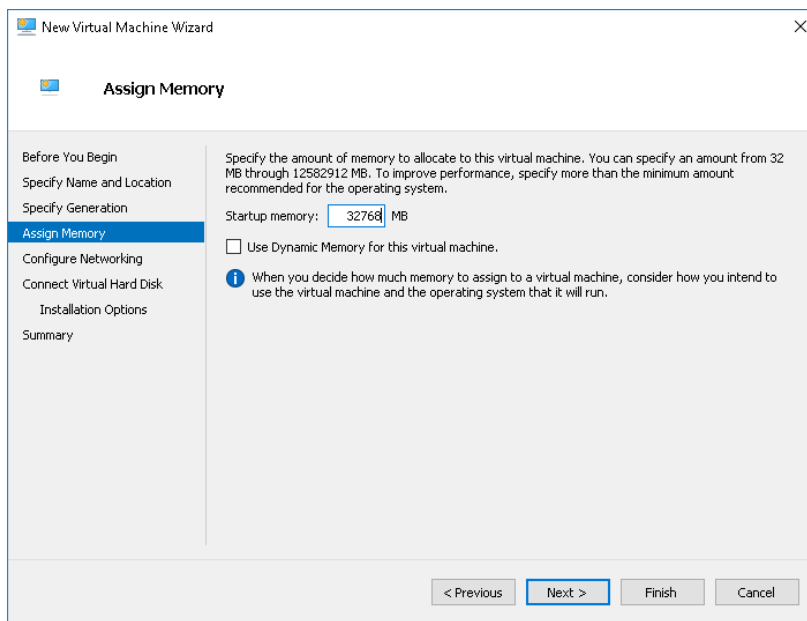 New Virtual Machine Wizard
Assign Memory
Before You Begin
Specify Name and Location
Specify Generation
Assign Memory
Configure Networking
Connect Virtual Hard Disk
Installation Options
Summary
Specify the amount of memory to allocate to this virtual machine. You can specify an amount from 32
MB through 12582912 MB. To improve performance, specify more than the minimum amount
recommended for the operating system.
Startup memory: 32768 MB
Use Dynamic Memory for this virtual machine.
When you decide how much memory to assign to a virtual machine, consider how you intend to
use the virtual machine and the operating system that it will run.
< Previous Next > Finish Cancel